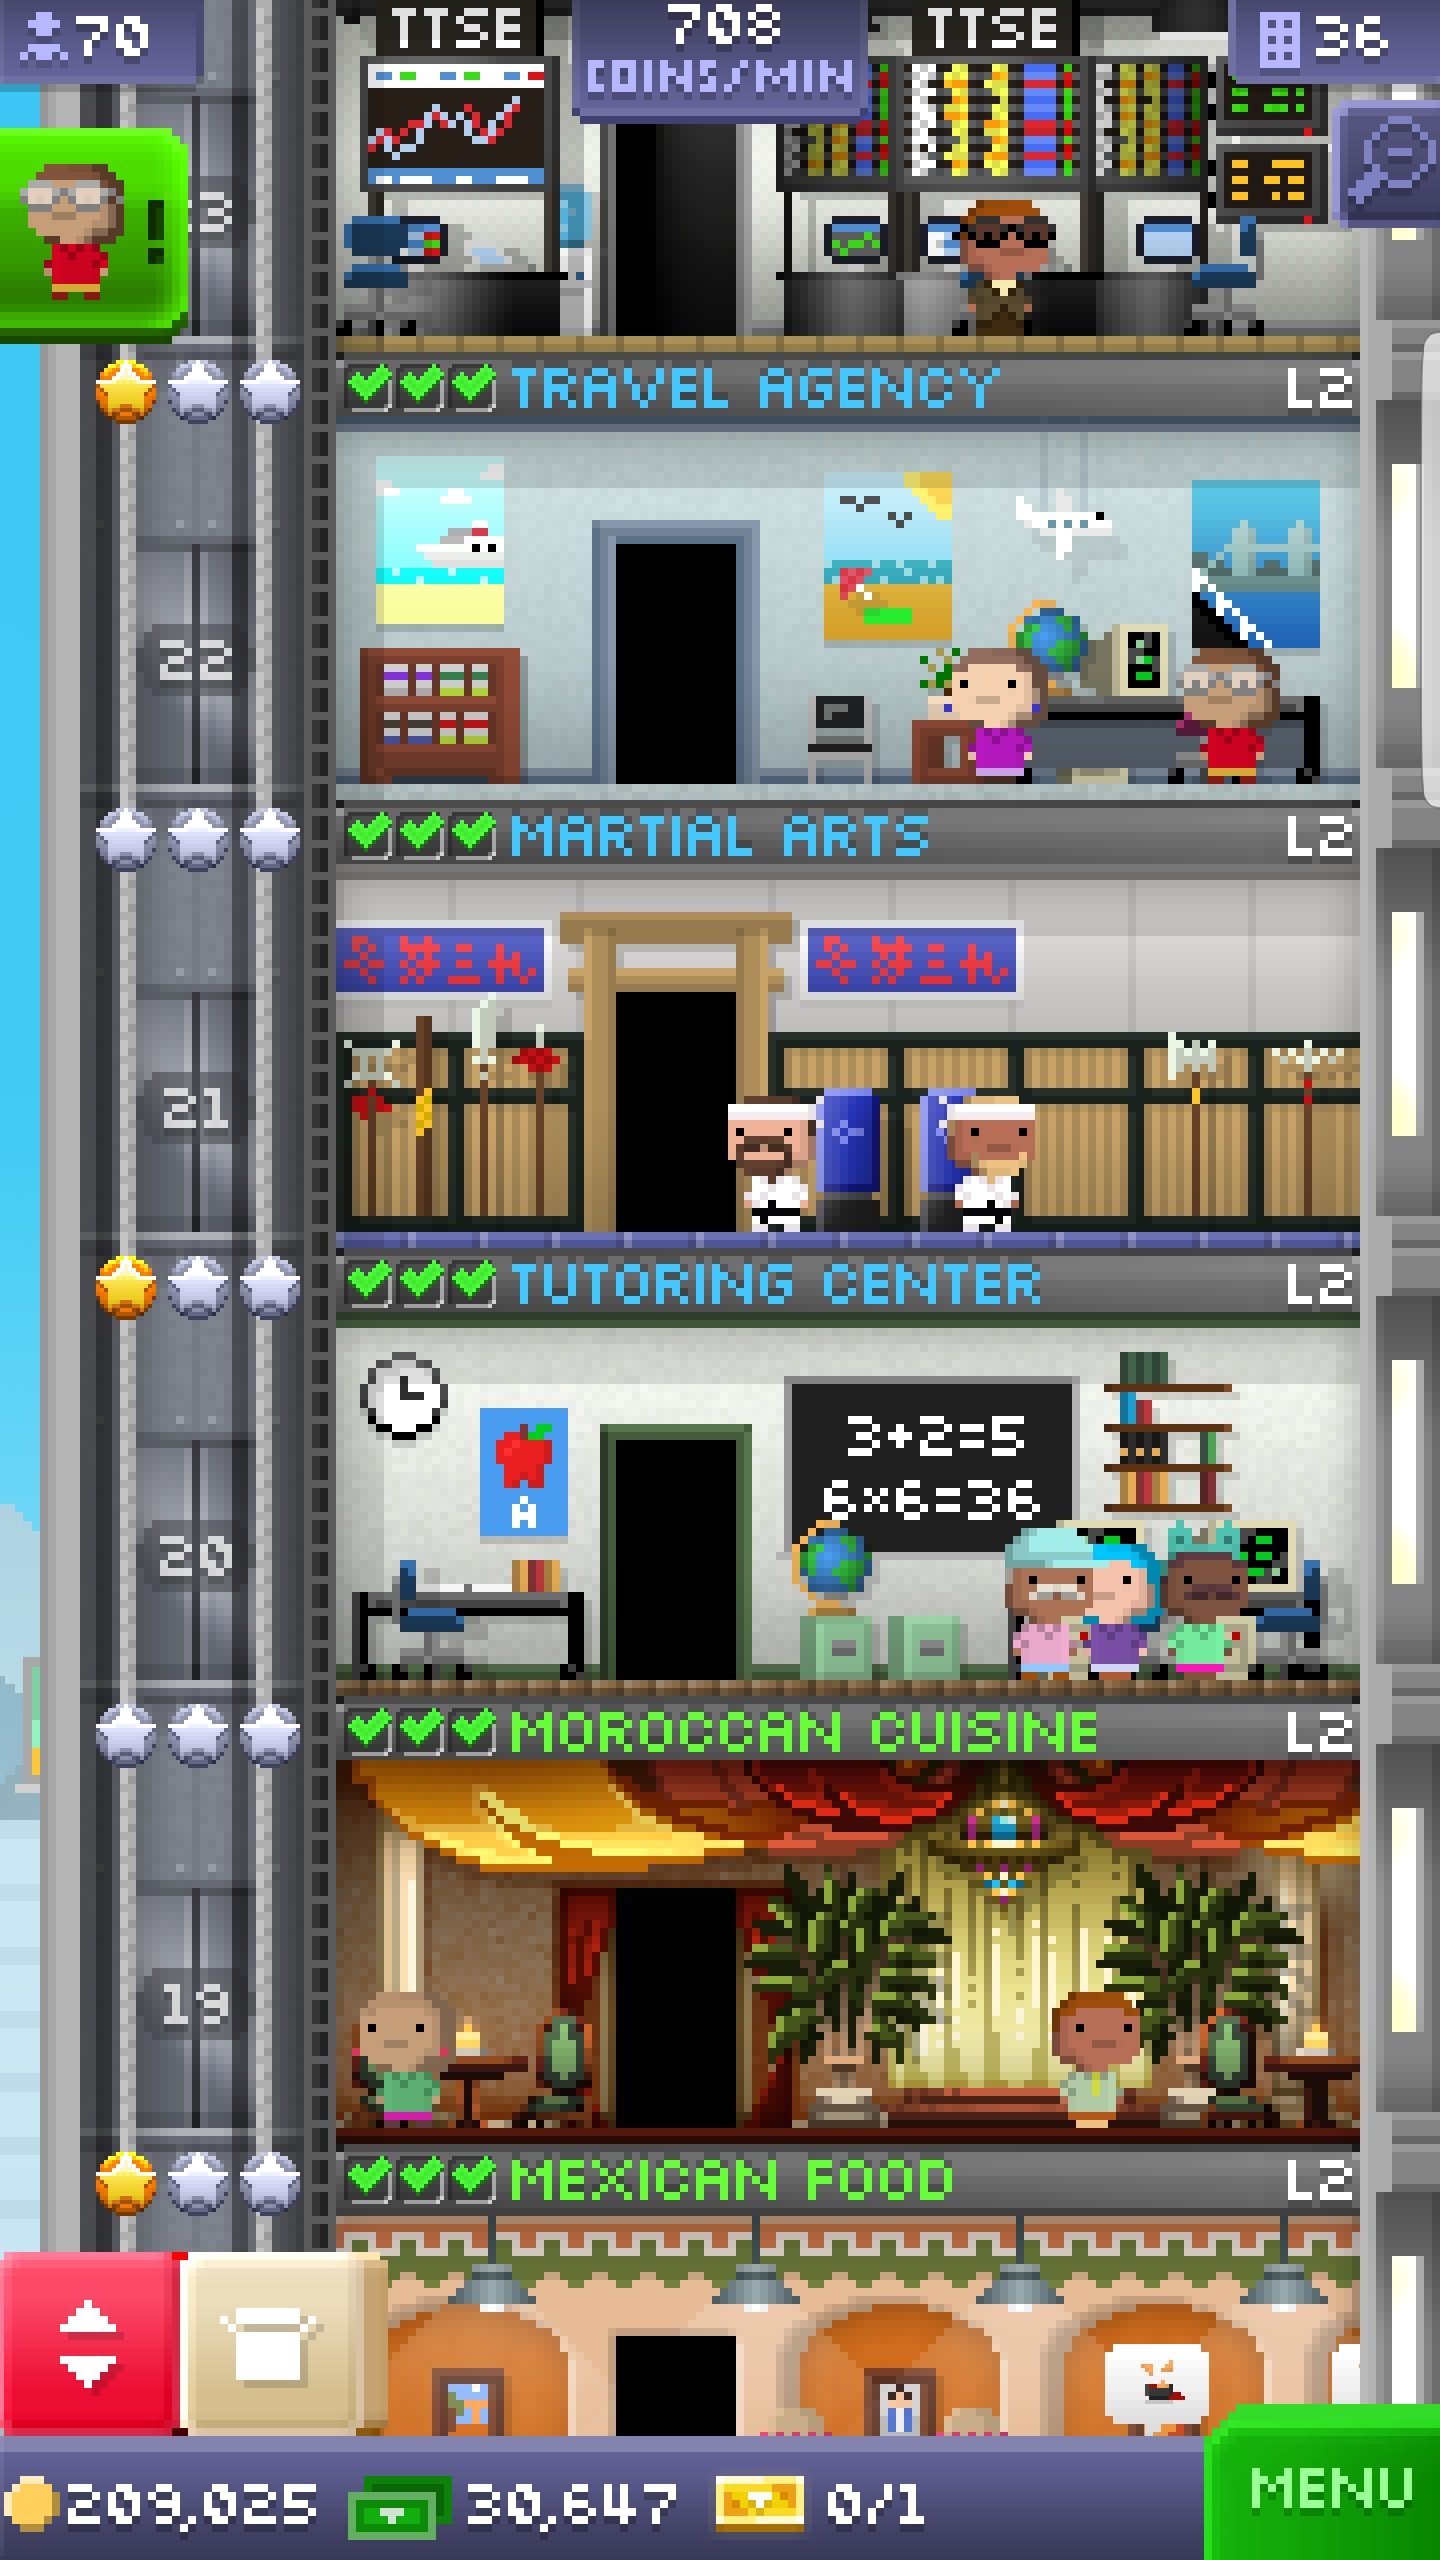 70
TTSE
708
COINS/MIN
TTSE
36
!
TRAVEL AGENCY L2
22
MARTIAL ARTS L2
21
TUTORING CENTER L2
3+2=5
6×6=36
A
20
MOROCCAN CUISINE L2
19
MEXICAN FOOD L2
209,025 30,647 0/1
MENU